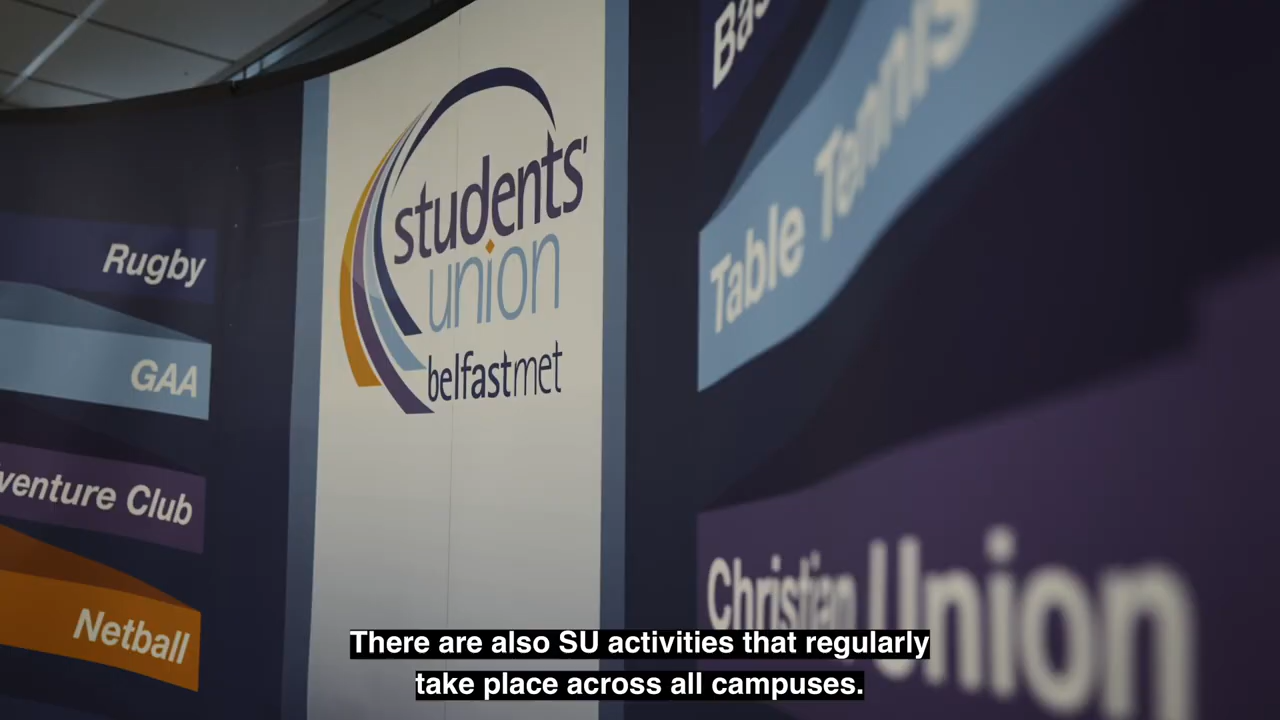 Rugby
GAA
venture Club
Netball
students'
union
belfastmet
Bas
Table Tennis
Christian Union
There are also SU activities that regularly
take place across all campuses.